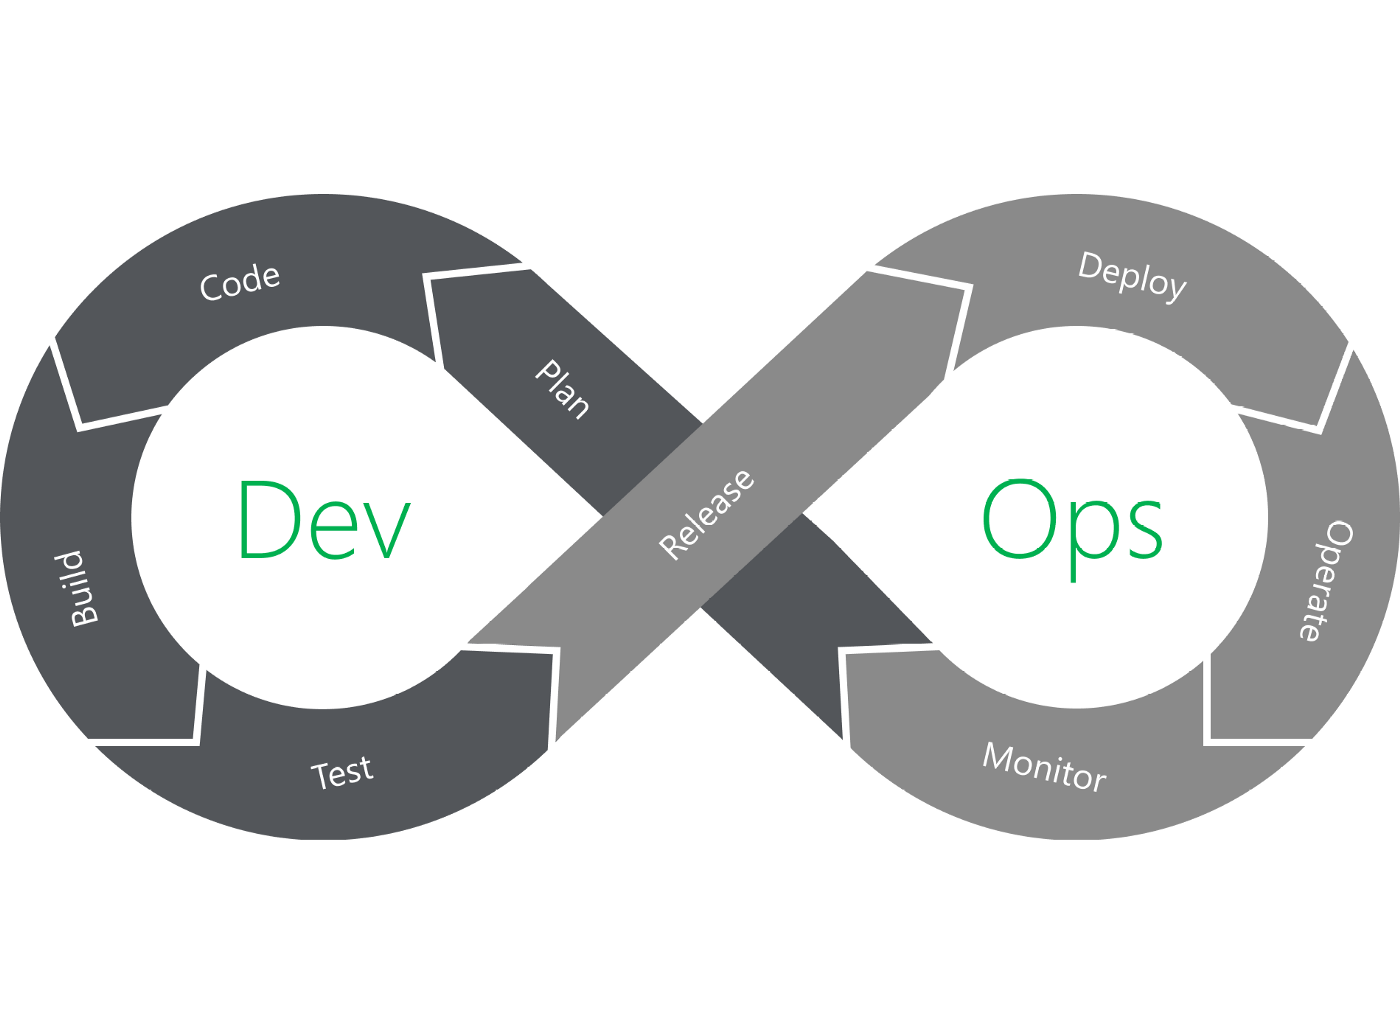 Code
Plan
Dev
Build
Test
Release
Deploy
Ops
Operate
Monitor